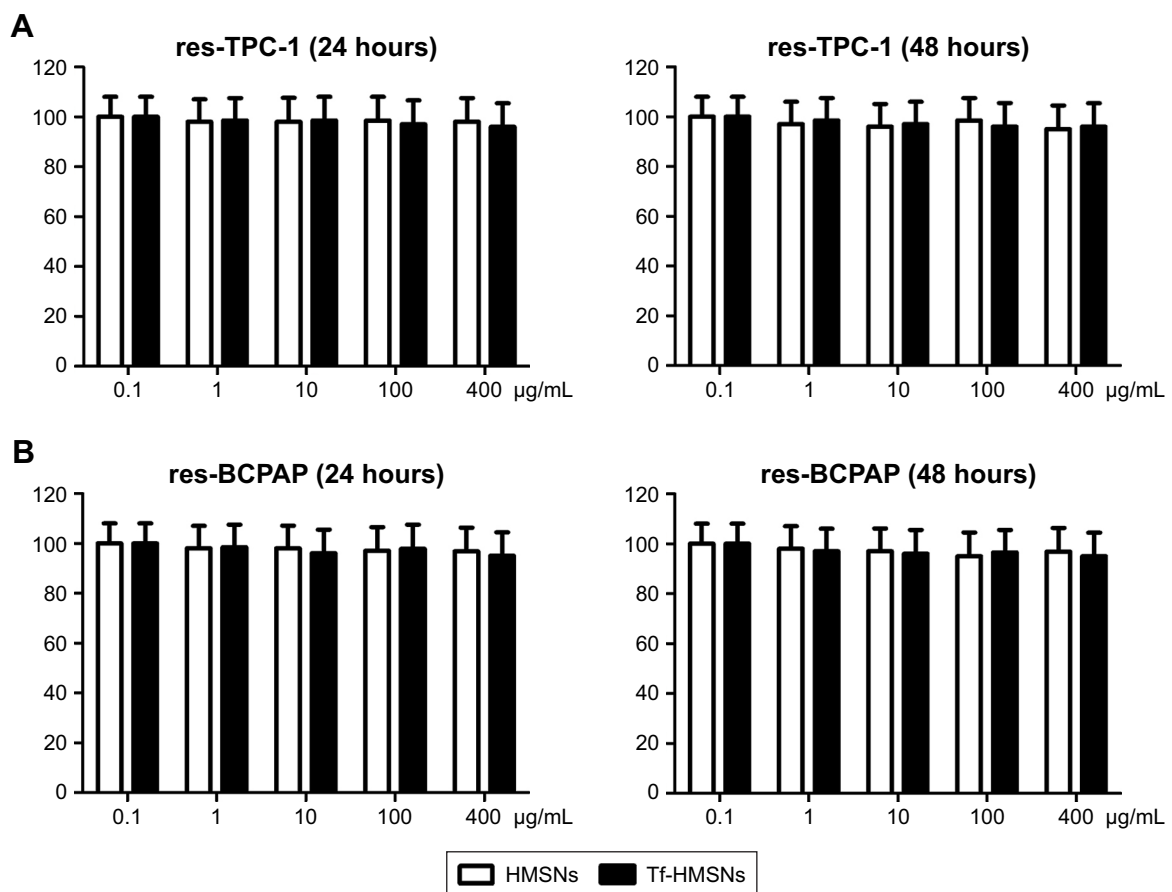 A
res-TPC-1 (24 hours)
120
100
80
60
40
20
0
0.1 1 10 100 400 µg/mL
res-TPC-1 (48 hours)
120
100
80
60
40
20
0
0.1 1 10 100 400 µg/mL
B
res-BCPAP (24 hours)
120
100
80
60
40
20
0
0.1 1 10 100 400 µg/mL
res-BCPAP (48 hours)
120
100
80
60
40
20
0
0.1 1 10 100 400 µg/mL
HMSNs Tf-HMSNs